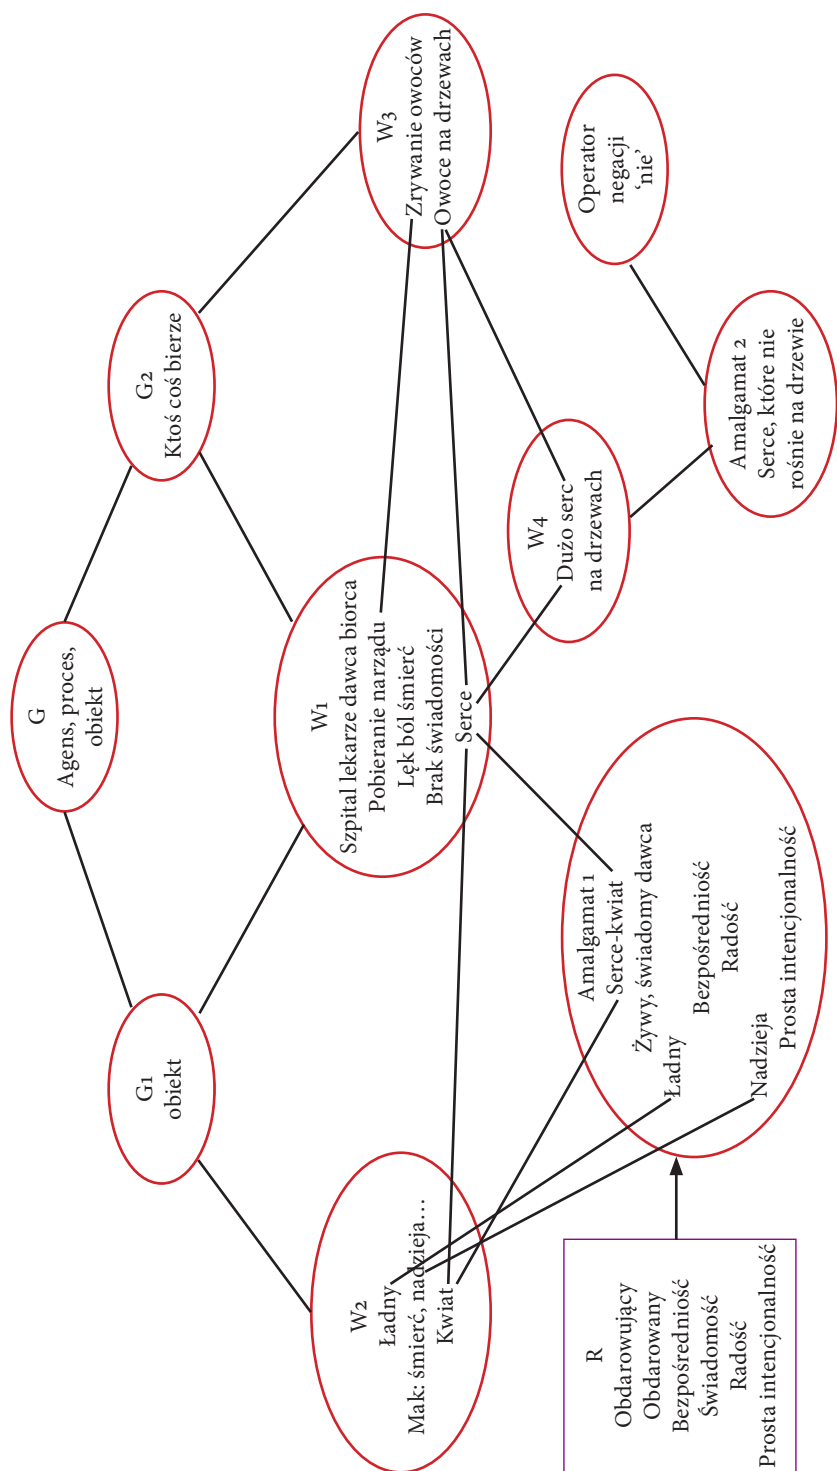 G
Agens, proces,
obiekt
G1
obiekt
G2
Ktoś coś bierze
W2
Ładny
Mak: śmierć, nadzieja…
Kwiat
W1
Szpital lekarze dawca biorca
Pobieranie narządu
Lęk ból śmierć
Brak świadomości
Serce
W3
Zrywanie owoców
Owoce na drzewach
W4
Dużo serc
na drzewach
Operator
negacji
‘nie’
R
Obdarowujący
Obdarowany
Bezpośredniość
Świadomość
Radość
Prosta intencjonalność
Amalgamat 1
Serce-kwiat
Żywy, świadomy dawca
Ładny
Bezpośredniość
Radość
Nadzieja
Prosta intencjonalność
Amalgamat 2
Serce, które nie
rośnie na drzewie